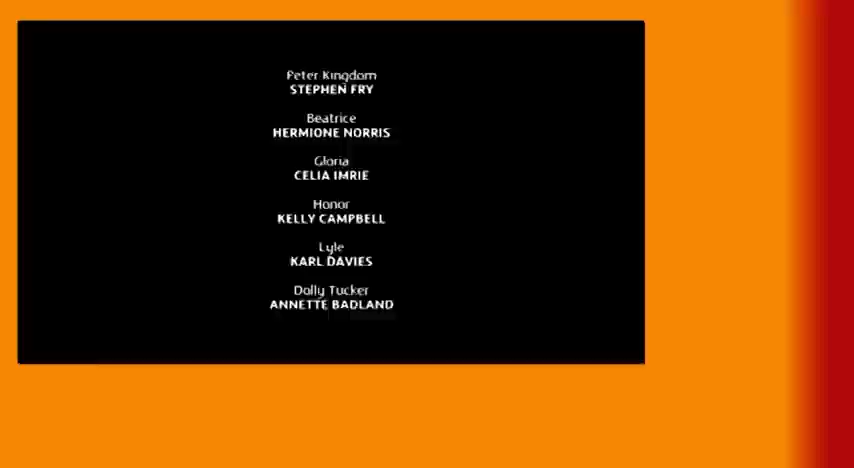 Peter Kingdom
STEPHEN FRY
Beatrice
HERMIONE NORRIS
Gloria
CELIA IMRIE
Honor
KELLY CAMPBELL
Lyle
KARL DAVIES
Dolly Tucker
ANNETTE BADLAND